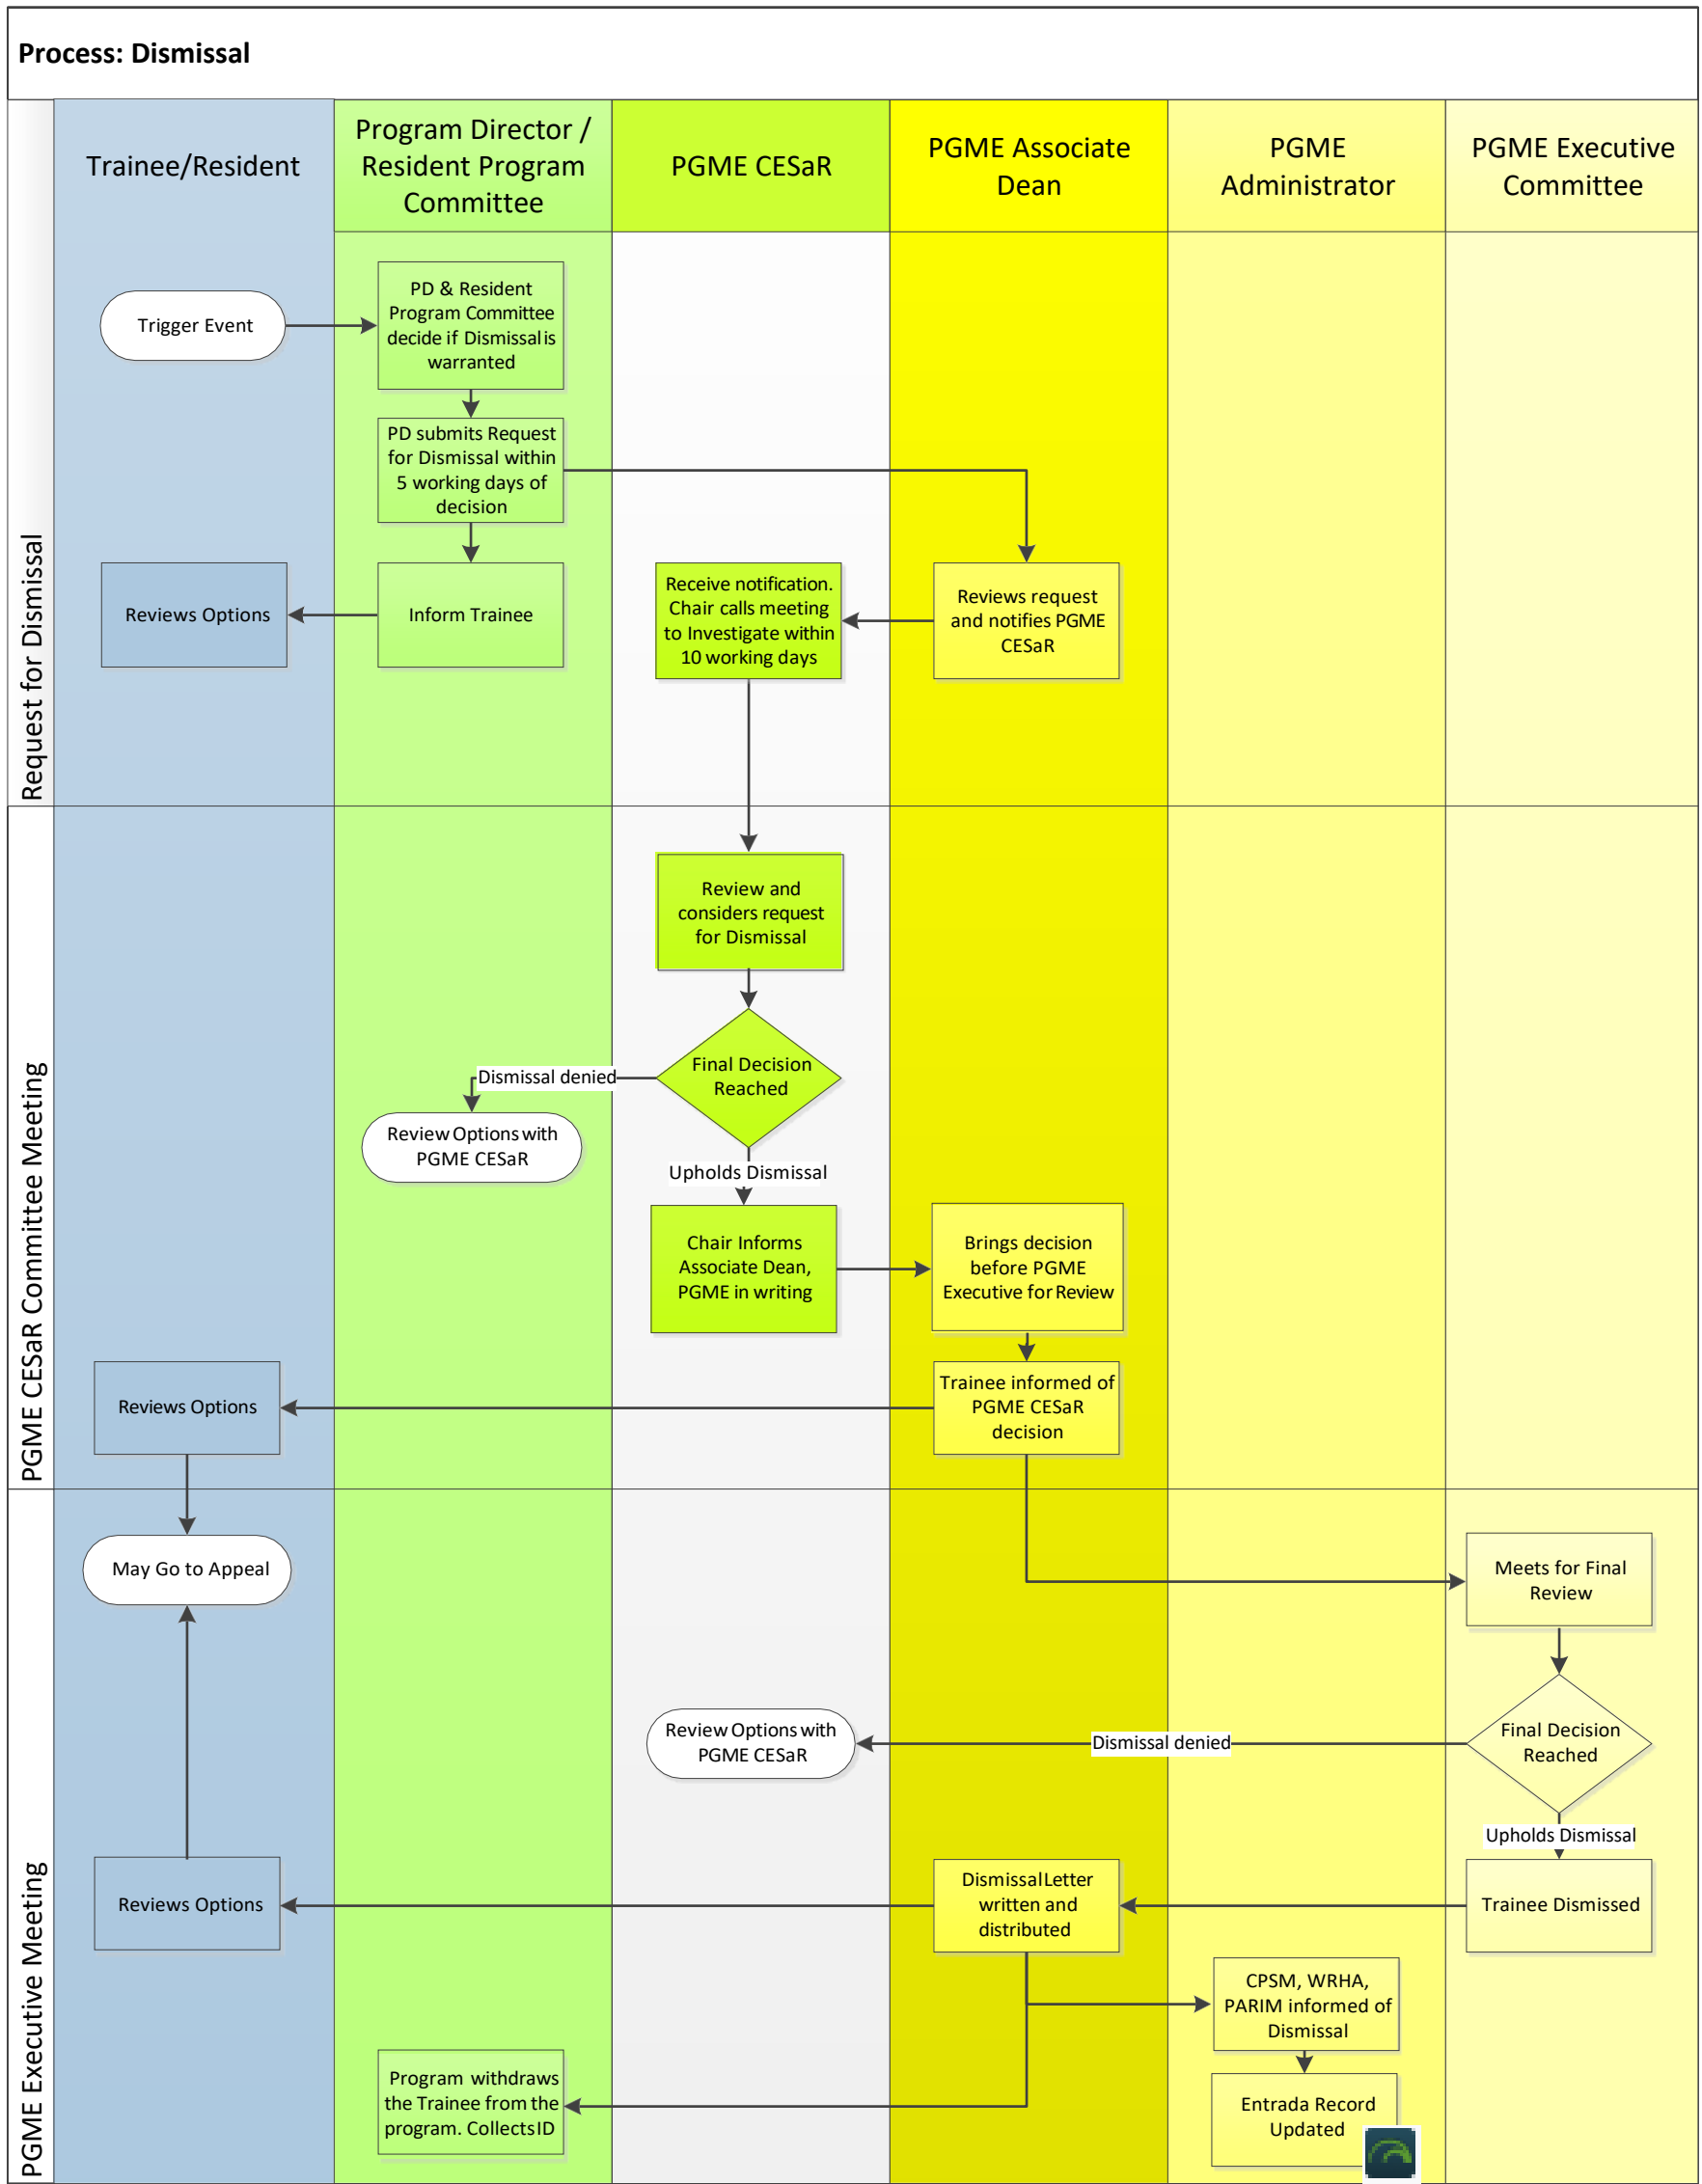 Process: Dismissal
Trainee/Resident
Program Director /
Resident Program
Committee
PGME CESaR
PGME Associate
Dean
PGME
Administrator
PGME Executive
Committee
Request for Dismissal
Trigger Event
PD & Resident
Program Committee
decide if Dismissal is
warranted
PD submits Request
for Dismissal within
5 working days of
decision
Reviews Options
Inform Trainee
Receive notification.
Chair calls meeting
to Investigate within
10 working days
Reviews request
and notifies PGME
CESaR
PGME CESaR Committee Meeting
Review and
considers request
for Dismissal
Final Decision
Reached
Dismissal denied
Review Options with
PGME CESaR
Upholds Dismissal
Chair Informs
Associate Dean,
PGME in writing
Brings decision
before PGME
Executive for Review
Reviews Options
Trainee informed of
PGME CESaR
decision
PGME Executive Meeting
May Go to Appeal
Meets for Final
Review
Review Options with
PGME CESaR
Dismissal denied
Final Decision
Reached
Upholds Dismissal
Reviews Options
Dismissal Letter
written and
distributed
Trainee Dismissed
CPSM, WRHA,
PARIM informed of
Dismissal
Program withdraws
the Trainee from the
program. Collects ID
Entrada Record
Updated